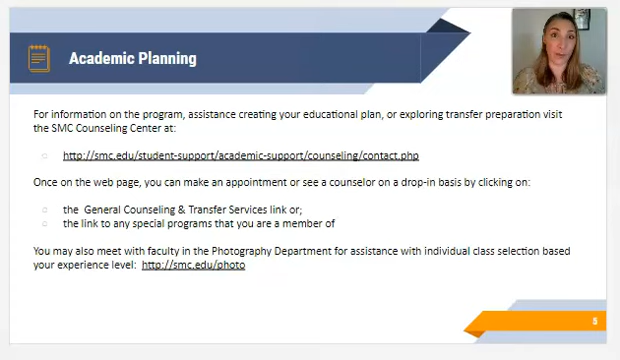 Academic Planning
For information on the program, assistance creating your educational plan, or exploring transfer preparation visit
the SMC Counseling Center at:
http://smc.edu/student-support/academic-support/counseling/contact.php
Once on the web page, you can make an appointment or see a counselor on a drop-in basis by clicking on:
the General Counseling & Transfer Services link or;
the link to any special programs that you are a member of
You may also meet with faculty in the Photography Department for assistance with individual class selection based
your experience level: http://smc.edu/photo
5